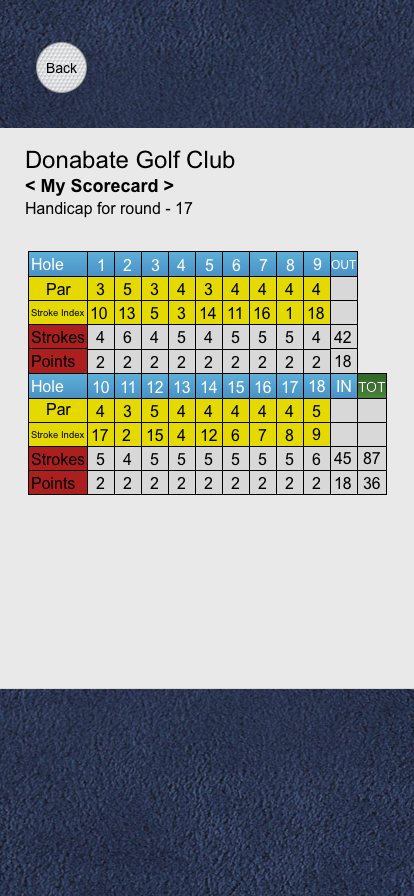 Back
Donabate Golf Club
< My Scorecard >
Handicap for round - 17
Hole 1 2 3 4 5 6 7 8 9 OUT
Par 3 5 3 4 3 4 4 4 4
Stroke Index 10 13 5 3 14 11 16 1 18
Strokes 4 6 4 5 4 5 5 5 4 42
Points 2 2 2 2 2 2 2 2 2 18
Hole 10 11 12 13 14 15 16 17 18 IN TOT
Par 4 3 5 4 4 4 4 4 5
Stroke Index 17 2 15 4 12 6 7 8 9
Strokes 5 4 5 5 5 5 5 5 6 45 87
Points 2 2 2 2 2 2 2 2 2 18 36